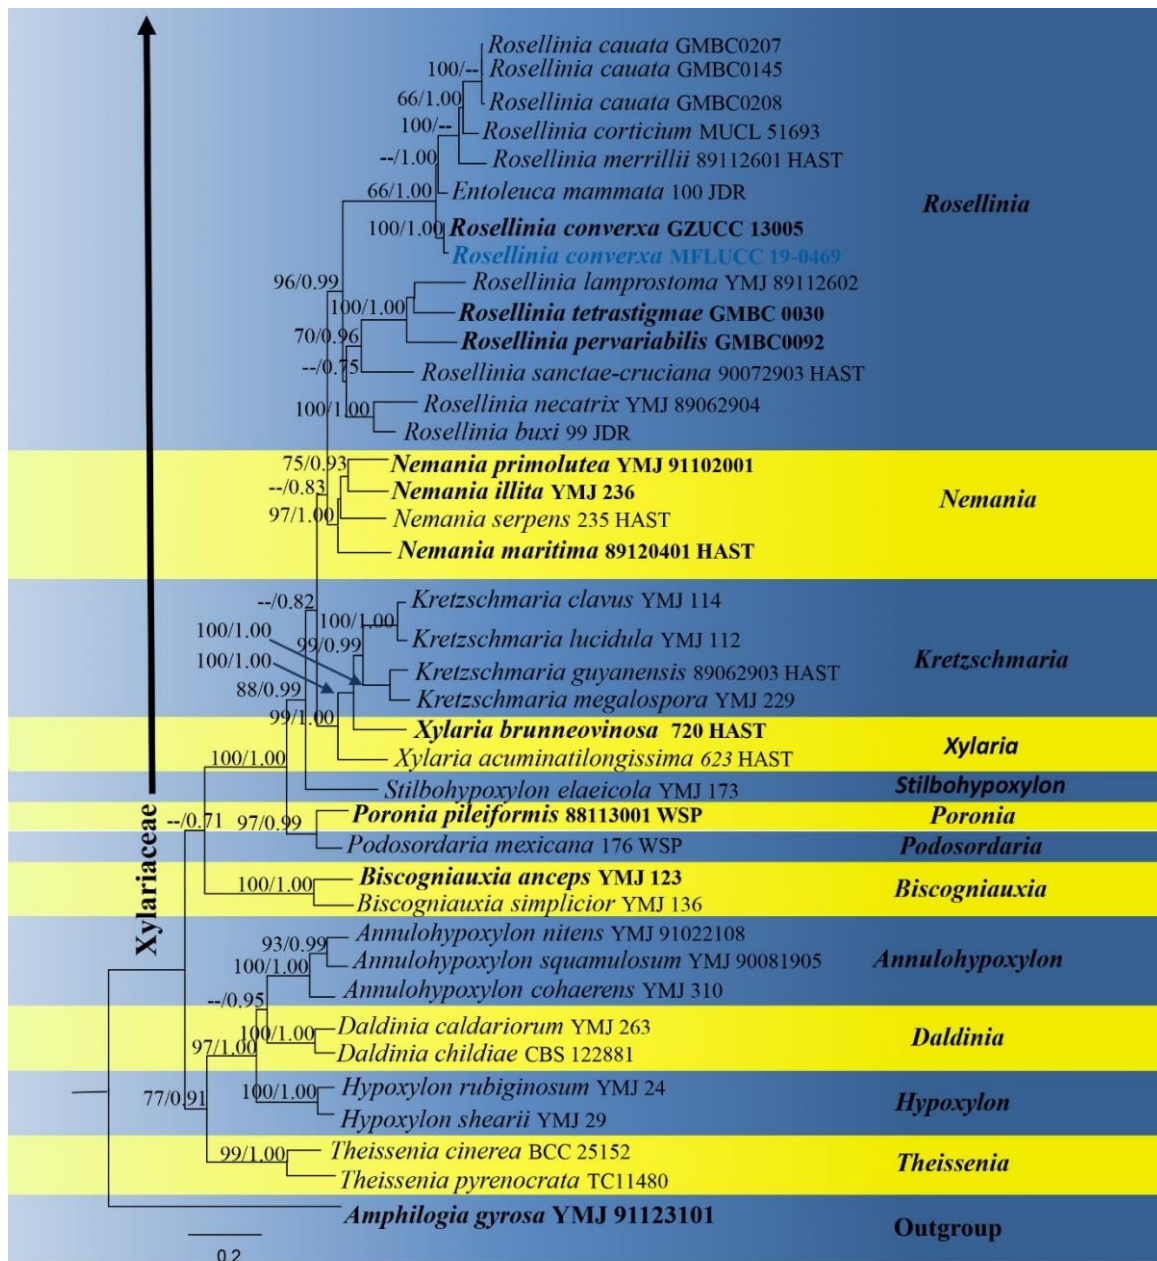 Rosellinia cauata GMBC0207
100/--
Rosellinia cauata GMBC0145
66/1.00
Rosellinia cauata GMBC0208
100/--
Rosellinia corticium MUCL 51693
--/1.00
Rosellinia merrillii 89112601 HAST
66/1.00
Entoleuca mammata 100 JDR
Rosellinia
100/1.00
Rosellinia converxa GZUCC 13005
Rosellinia converxa MFLUCC 19-0469
96/0.99
Rosellinia lamprostoma YMJ 89112602
100/1.00
Rosellinia tetrastigmae GMBC 0030
70/0.96
Rosellinia pervariabilis GMBC0092
--/0.75
Rosellinia sanctae-cruciana 90072903 HAST
100/1.00
Rosellinia necatrix YMJ 89062904
Rosellinia buxi 99 JDR
75/0.93
Nemania primolutea YMJ 91102001
--/0.83
Nemania illita YMJ 236
Nemania
97/1.00
Nemania serpens 235 HAST
Nemania maritima 89120401 HAST
--/0.82
Kretzschmaria clavus YMJ 114
100/1.00
100/1.00
99/0.99
Kretzschmaria lucidula YMJ 112
Kretzschmaria
100/1.00
Kretzschmaria guyanensis 89062903 HAST
88/0.99
Kretzschmaria megalospora YMJ 229
99/1.00
Xylaria brunneovinosa 720 HAST
Xylaria
100/1.00
Xylaria acuminatilongissima 623 HAST
Stilbohypoxylon elaeicola YMJ 173
Stilbohypoxylon
Xylariaceae
--/0.71
97/0.99
Poronia pileiformis 88113001 WSP
Poronia
Podosordaria mexicana 176 WSP
Podosordaria
100/1.00
Biscogniauxia anceps YMJ 123
Biscogniauxia
Biscogniauxia simplicior YMJ 136
93/0.99
Annulohypoxylon nitens YMJ 91022108
100/1.00
Annulohypoxylon squamulosum YMJ 90081905
Annulohypoxylon
--/0.95
Annulohypoxylon cohaerens YMJ 310
100/1.00
Daldinia caldariorum YMJ 263
Daldinia
97/1.00
Daldinia childiae CBS 122881
77/0.91
100/1.00
Hypoxylon rubiginosum YMJ 24
Hypoxylon
Hypoxylon shearii YMJ 29
99/1.00
Theissenia cinerea BCC 25152
Theissenia
Theissenia pyrenocrata TC11480
Amphilogia gyrosa YMJ 91123101
Outgroup
0.2